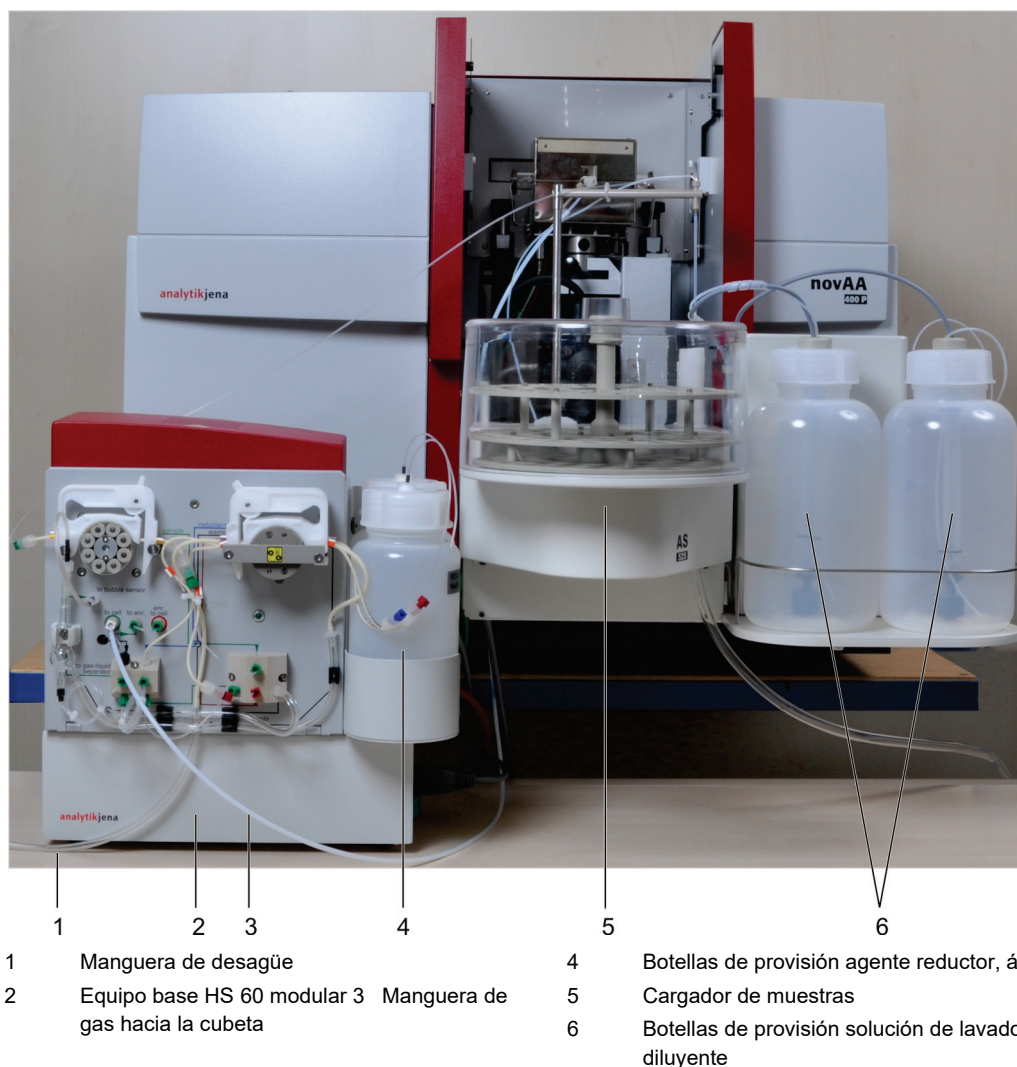 analytikjena
novAA
400 P
AS
to bubble sensor
to cell
to enr.
enr.
to cell
to gas-liquid
separator
analytikjena
1
2
3
4
5
6
1 Manguera de desagüe
2 Equipo base HS 60 modular 3 Manguera de
gas hacia la cubeta
4 Botellas de provisión agente reductor,
5 Cargador de muestras
6 Botellas de provisión solución de lavado
diluyente